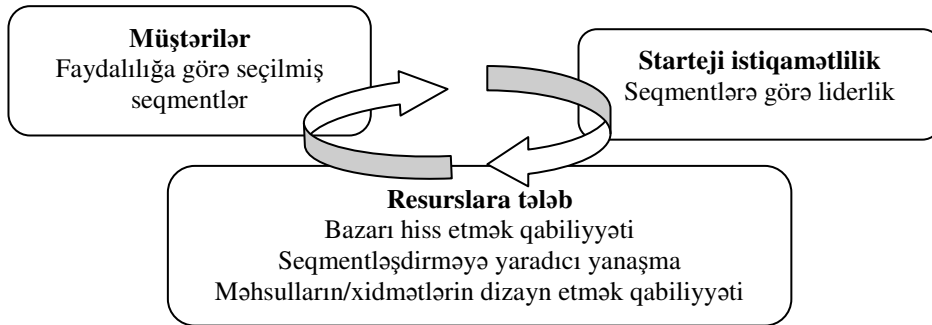 Müştərilər
Faydalılığa görə seçilmiş
seqmentlər
Starteji istiqamətlilik
Seqmentlərə görə liderlik
Resurslara tələb
Bazarı hiss etmək qabiliyyəti
Seqmentləşdirməyə yaradıcı yanaşma
Məhsulların/xidmətlərin dizayn etmək qabiliyyəti